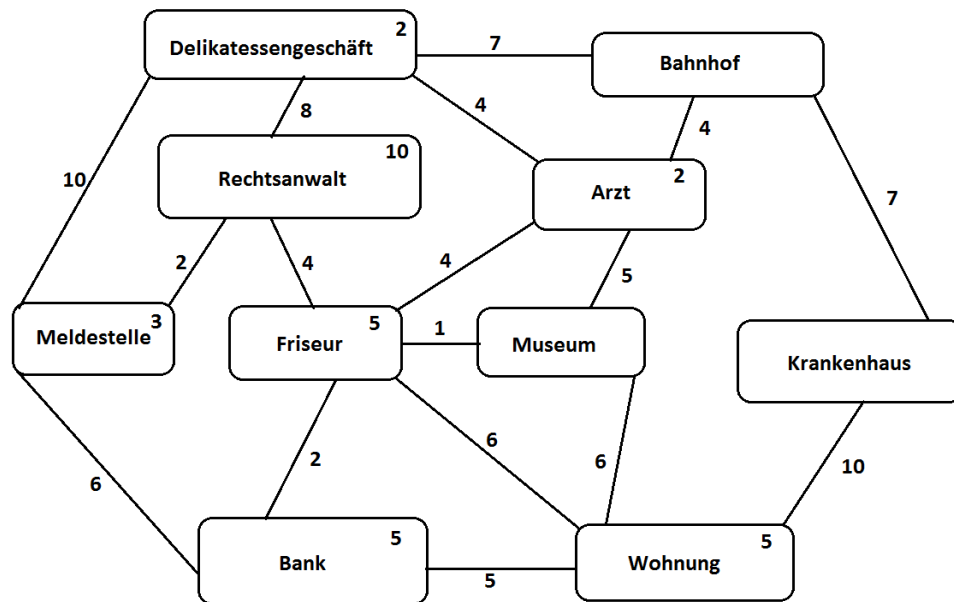 2
Delikatessengeschäft
7
Bahnhof
4
8
4
10
Rechtsanwalt
10
2
Arzt
7
2
4
4
5
3
Meldestelle
5
Friseur
1
Museum
Krankenhaus
6
2
6
6
10
5
Bank
5
5
Wohnung